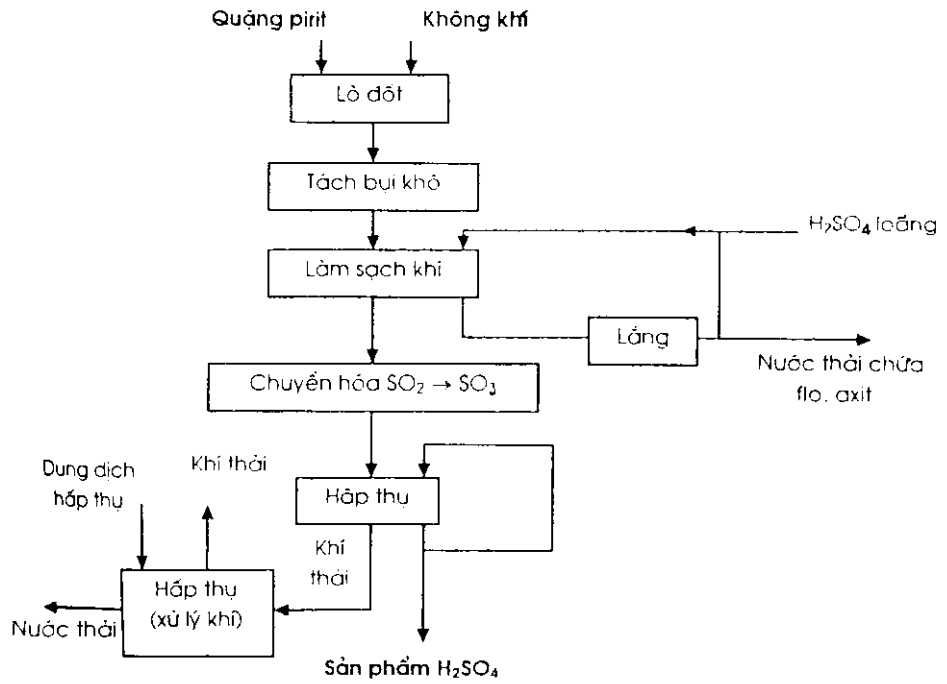 Quặng pirit
Không khí
Lò đốt
Tách bụi khô
H₂SO₄ loãng
Làm sạch khí
Lắng
Nước thải chứa
flo, axit
Chuyển hóa SO₂ → SO₃
Dung dịch
hấp thụ
Khí thải
Hấp thụ
Khí
thải
Hấp thụ
(xử lý khí)
Nước thải
Sản phẩm H₂SO₄